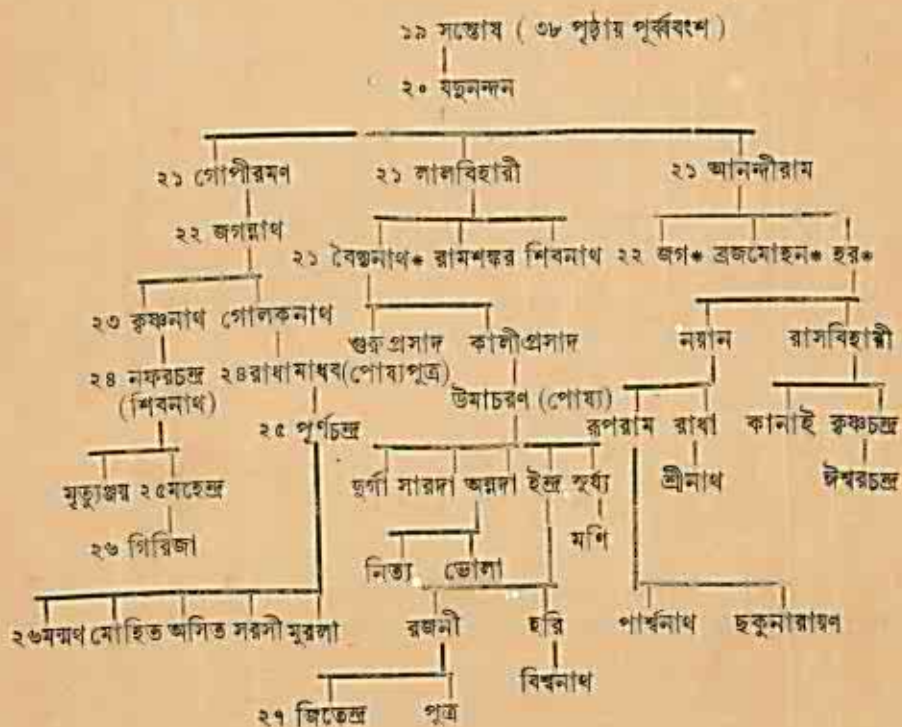 ১৯ সন্তোষ ( ৩৮ পৃষ্ঠায় পূর্ব্ববংশ )
২০ যদুনন্দন
২১ গোপীরমণ ২১ লালবিহারী ২১ আনন্দীরাম
২২ জগন্নাথ
২১ বৈদ্যনাথ* রামশঙ্কর শিবনাথ ২২ জগ* ব্রজমোহন* হর*
২৩ কৃষ্ণনাথ গোলকনাথ
গুরুপ্রসাদ কালীপ্রসাদ নয়ান রাসবিহারী
২৪ নফরচন্দ্র ২৪রাধামাধব(পোষ্যপুত্র)
(শিবনাথ) উমাচরণ (পোষ্য)
২৫ পূর্ণচন্দ্র রূপরাম রাধা কানাই কৃষ্ণচন্দ্র
দুর্গা সারদা অন্নদা ইন্দ্র সূর্য্য শ্রীনাথ ঈশ্বরচন্দ্র
মৃত্যুঞ্জয় ২৫মহেন্দ্র
২৬ গিরিজা মণি
নিত্য ভোলা
২৬মন্মথ মোহিত অসিত সরসী মুরলা রজনী হরি পার্শ্বনাথ ছকুনারায়ণ
বিশ্বনাথ
২৭ জিতেন্দ্র পুত্র